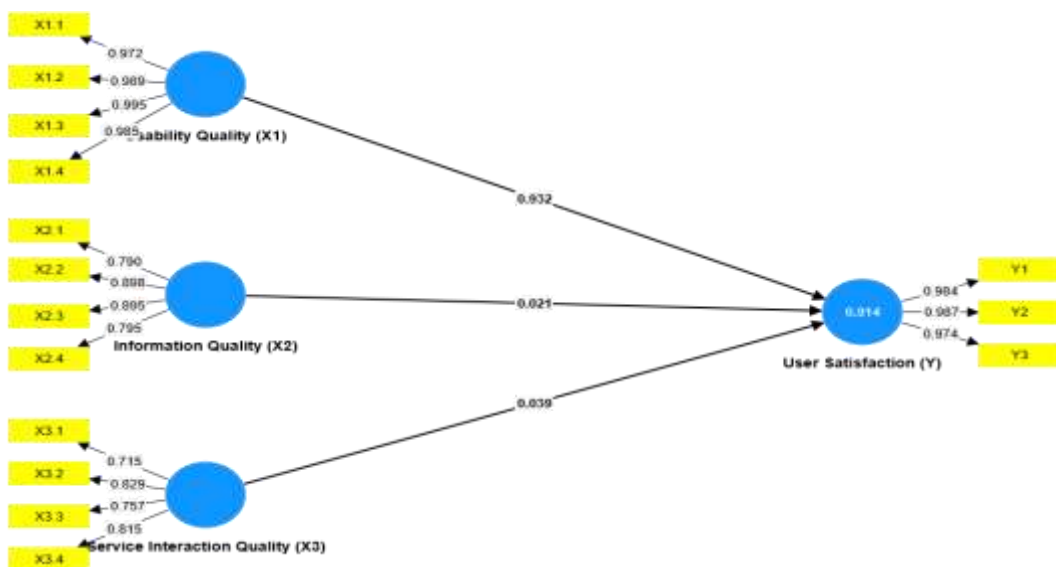 X1.1
0.972
X1.2
0.989
0.995
X1.3
0.985
sability Quality (X1)
X1.4
0.932
X2.1
0.790
X2.2
0.898
0.895
X2.3
0.795
X2.4
Information Quality (X2)
0.021
Y1
0.984
0.914
0.987
Y2
0.974
Y3
User Satisfaction (Y)
0.039
X3.1
0.715
X3.2
0.829
0.757
X3.3
0.815
X3.4
Service Interaction Quality (X3)